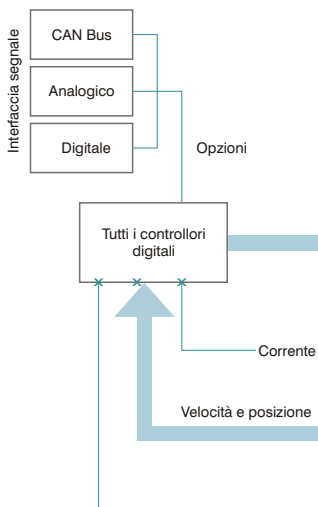 Interfaccia segnale
CAN Bus
Analogico
Digitale
Opzioni
Tutti i controllori
digitali
Corrente
Velocità e posizione